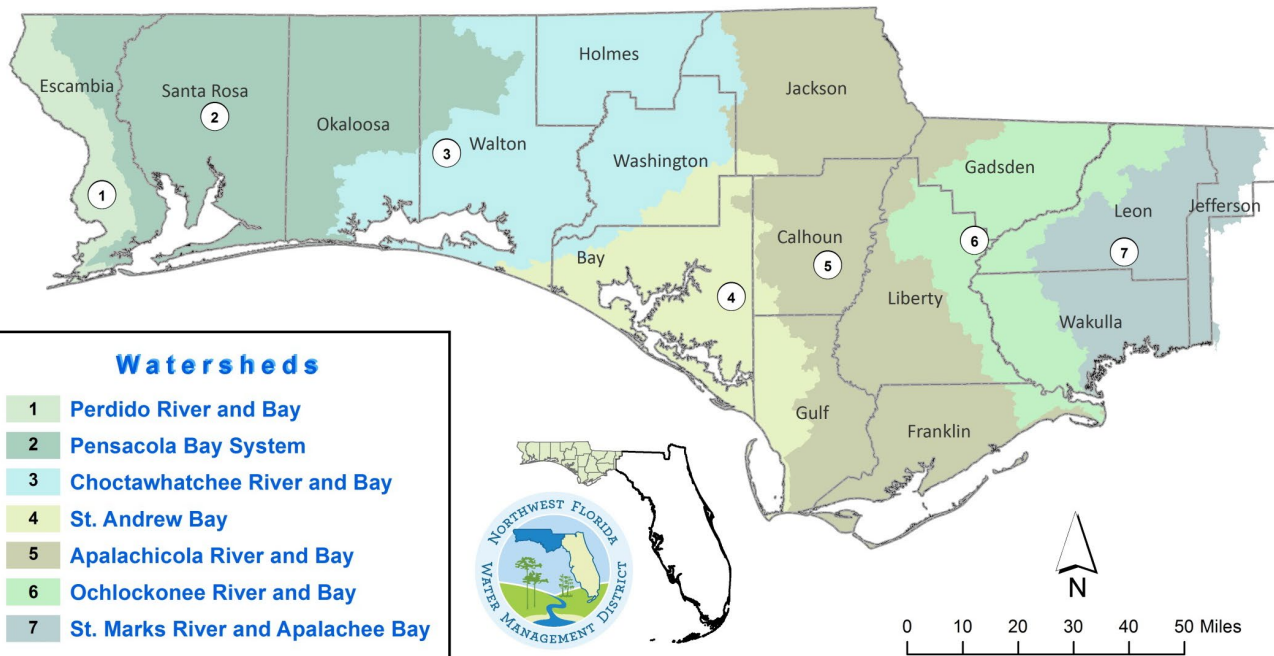 Holmes
Escambia
Santa Rosa
Jackson
2
Okaloosa
Walton
3
Washington
Gadsden
1
Leon
Jefferson
Calhoun
6
Bay
7
5
4
Liberty
Wakulla
Gulf
Franklin
Watersheds
1 Perdido River and Bay
2 Pensacola Bay System
3 Choctawhatchee River and Bay
4 St. Andrew Bay
5 Apalachicola River and Bay
6 Ochlockonee River and Bay
7 St. Marks River and Apalachee Bay
NORTHWEST FLORIDA
WATER MANAGEMENT DISTRICT
N
0 10 20 30 40 50 Miles